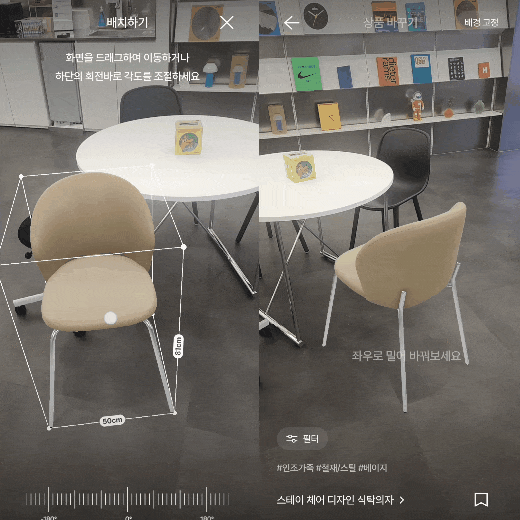 배치하기
화면을 드래그하여 이동하거나
하단의 회전바로 각도를 조절하세요
81cm
50cm
-180°
0°
180°
상품 바꾸기
배경 고정
좌우로 밀어 바꿔보세요
필터
#인조가죽 #철재/스틸 #베이지
스테이 체어 디자인 식탁의자